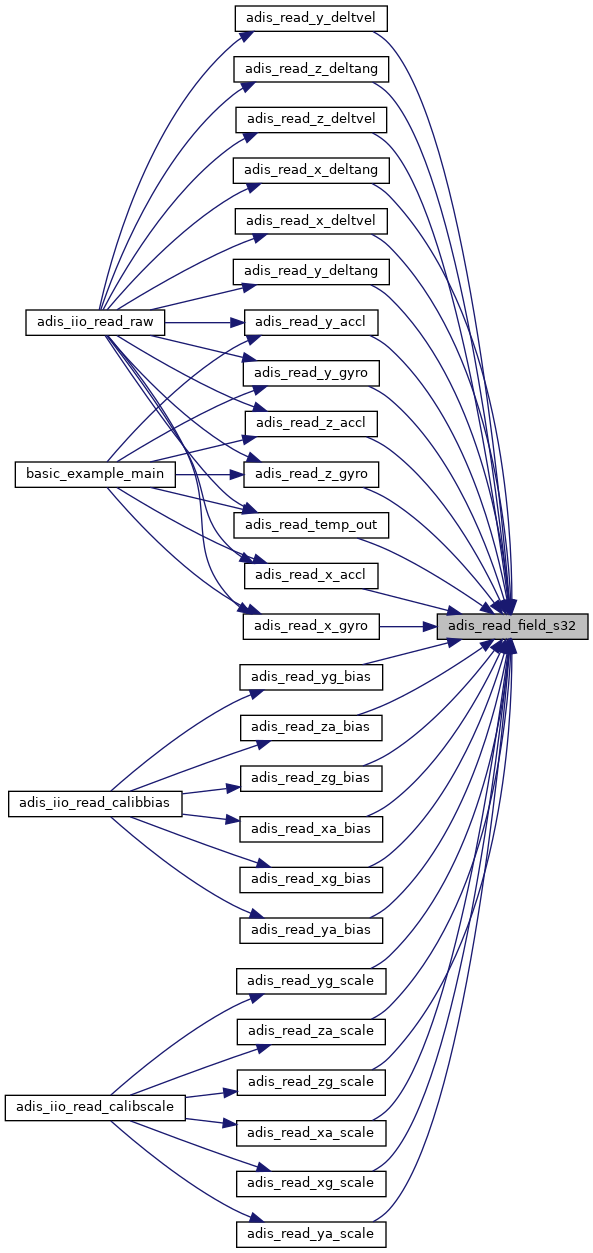 adis_read_y_deltvel
adis_read_z_deltang
adis_read_z_deltvel
adis_read_x_deltang
adis_read_x_deltvel
adis_read_y_deltang
adis_iio_read_raw
adis_read_y_accl
adis_read_y_gyro
adis_read_z_accl
basic_example_main
adis_read_z_gyro
adis_read_temp_out
adis_read_x_accl
adis_read_x_gyro
adis_read_field_s32
adis_read_yg_bias
adis_read_za_bias
adis_read_zg_bias
adis_iio_read_calibbias
adis_read_xa_bias
adis_read_xg_bias
adis_read_ya_bias
adis_read_yg_scale
adis_read_za_scale
adis_read_zg_scale
adis_iio_read_calibscale
adis_read_xa_scale
adis_read_xg_scale
adis_read_ya_scale